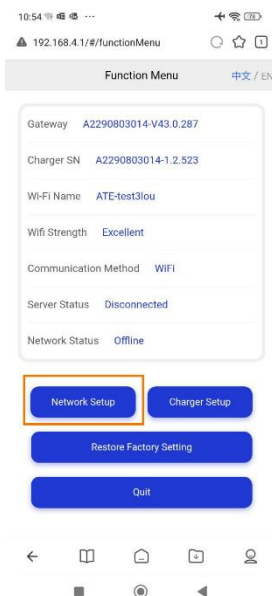 10:54
192.168.4.1/#/functionMenu
1
Function Menu 中文 / EN
Gateway A2290803014-V43.0.287
Charger SN A2290803014-1.2.523
Wi-Fi Name ATE-test3lou
Wifi Strength Excellent
Communication Method WiFi
Server Status Disconnected
Network Status Offline
Network Setup Charger Setup
Restore Factory Setting
Quit